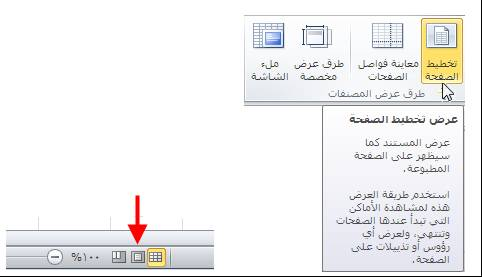 تخطيط
الصفحة
معاينة فواصل
الصفحات
طرق عرض
مخصصة
ملء
الشاشة
طرق عرض المصنفات
عرض تخطيط الصفحة
عرض المستند كما
سيظهر على الصفحة
المطبوعة.
استخدم طريقة العرض
هذه لمشاهدة الأماكن
التي تبدأ عندها الصفحات
وتنتهي، ولعرض أي
رؤوس أو تذييلات على
الصفحة.
%١٠٠